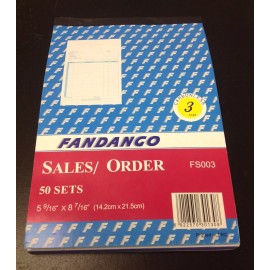 3
FANDANGO
SALES/ ORDER
FS003
50 SETS
5 9/16" x 8 7/16" (14.2cm x 21.5cm)